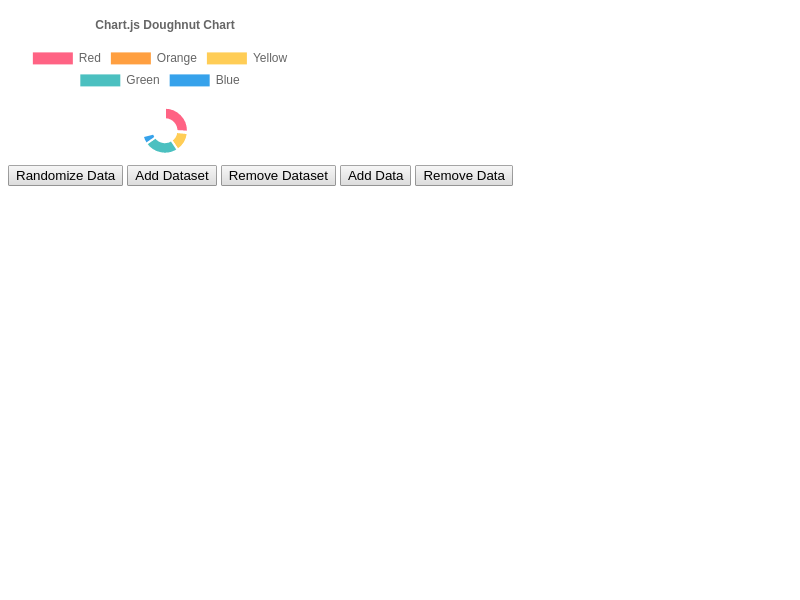 Chart.js Doughnut Chart
Red Orange Yellow
Green Blue
Randomize Data Add Dataset Remove Dataset Add Data Remove Data